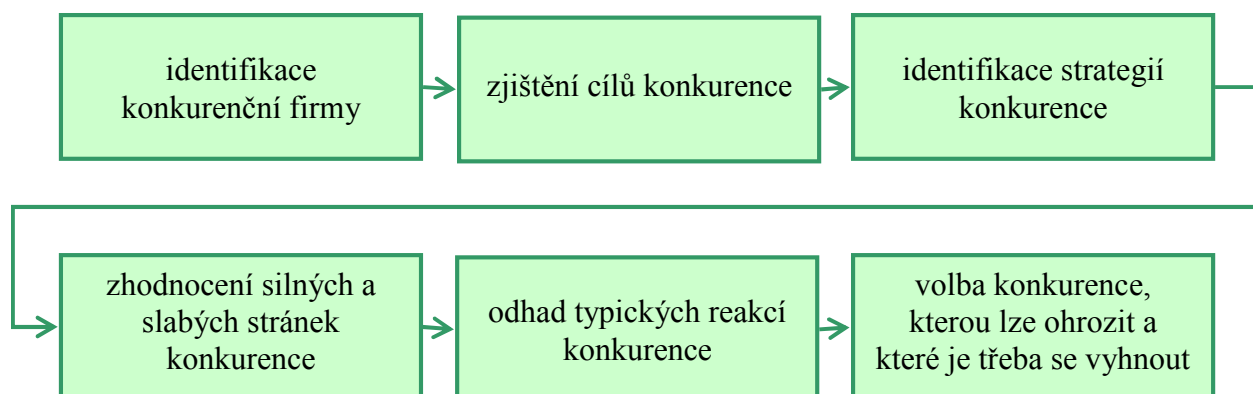 identifikace
konkurenční firmy
zjištění cílů konkurence
identifikace strategií
konkurence
zhodnocení silných a
slabých stránek
konkurence
odhad typických reakcí
konkurence
volba konkurence,
kterou lze ohrozit a
které je třeba se vyhnout